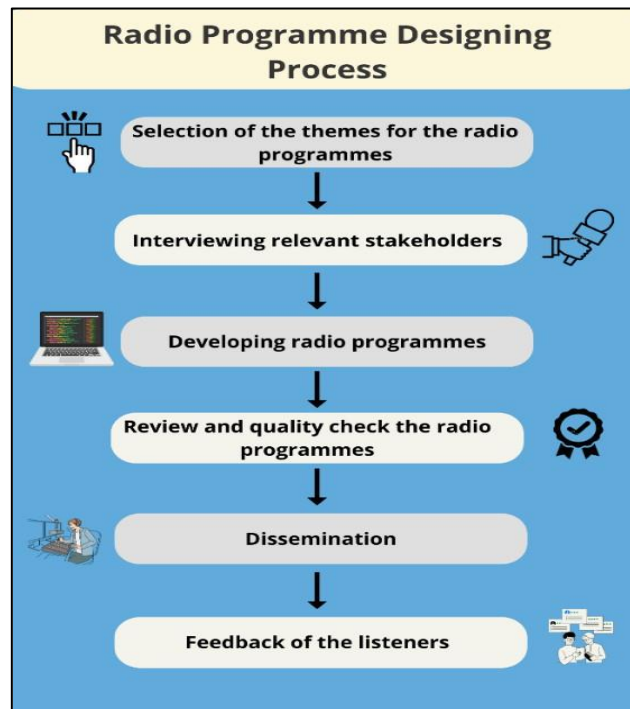 Radio Programme Designing
Process
Selection of the themes for the radio
programmes
Interviewing relevant stakeholders
Developing radio programmes
Review and quality check the radio
programmes
Dissemination
Feedback of the listeners